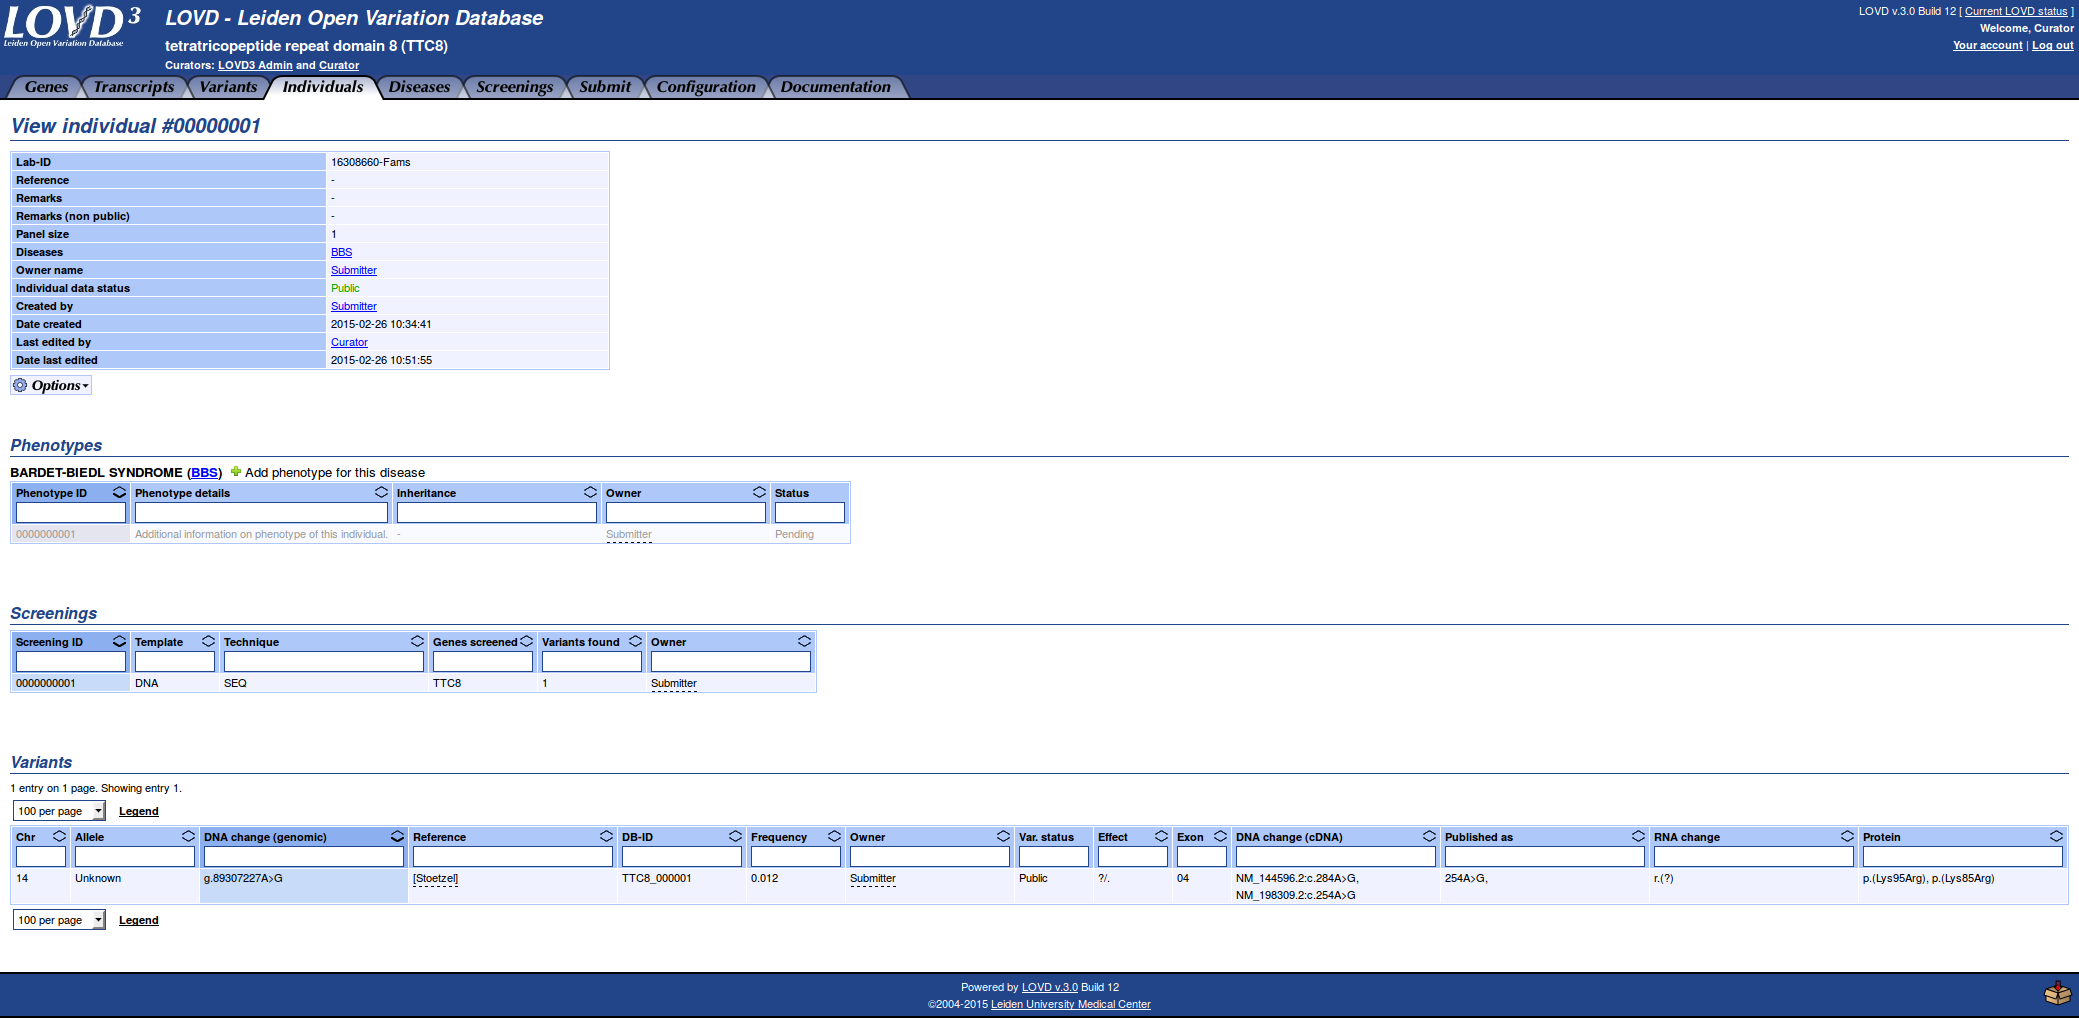 LOVD 3
Leiden Open Variation Database
LOVD - Leiden Open Variation Database
tetratricopeptide repeat domain 8 (TTC8)
Curators: LOVD3 Admin and Curator
LOVD v.3.0 Build 12 [ Current LOVD status ]
Welcome, Curator
Your account | Log out
Genes Transcripts Variants Individuals Diseases Screenings Submit Configuration Documentation
View individual #00000001
Lab-ID 16308660-Fams
Reference -
Remarks -
Remarks (non public) -
Panel size 1
Diseases BBS
Owner name Submitter
Individual data status Public
Created by Submitter
Date created 2015-02-26 10:34:41
Last edited by Curator
Date last edited 2015-02-26 10:51:55
Options
Phenotypes
BARDET-BIEDL SYNDROME (BBS) Add phenotype for this disease
Phenotype ID Phenotype details Inheritance Owner Status
0000000001 Additional information on phenotype of this individual. - Submitter Pending
Screenings
Screening ID Template Technique Genes screened Variants found Owner
0000000001 DNA SEQ TTC8 1 Submitter
Variants
1 entry on 1 page. Showing entry 1.
100 per page Legend
Chr Allele DNA change (genomic) Reference DB-ID Frequency Owner Var. status Effect Exon DNA change (cDNA) Published as RNA change Protein
14 Unknown g.89307227A>G [Stoetzel] TTC8_000001 0.012 Submitter Public ?/. 04 NM_144596.2:c.284A>G, 254A>G, r.(?) p.(Lys95Arg), p.(Lys85Arg)
NM_198309.2:c.254A>G
100 per page Legend
Powered by LOVD v.3.0 Build 12
©2004-2015 Leiden University Medical Center